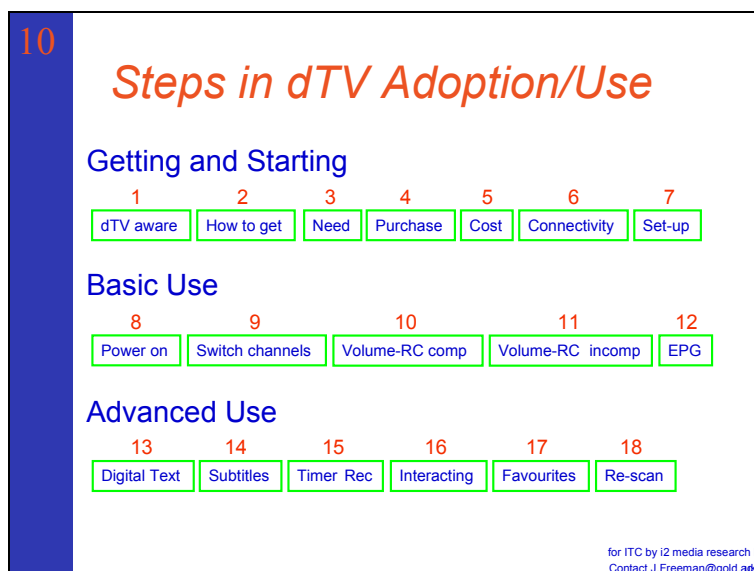 10
Steps in dTV Adoption/Use
Getting and Starting
1 2 3 4 5 6 7
dTV aware How to get Need Purchase Cost Connectivity Set-up
Basic Use
8 9 10 11 12
Power on Switch channels Volume-RC comp Volume-RC incomp EPG
Advanced Use
13 14 15 16 17 18
Digital Text Subtitles Timer Rec Interacting Favourites Re-scan
for ITC by i2 media research
Contact J.Freeman@gold